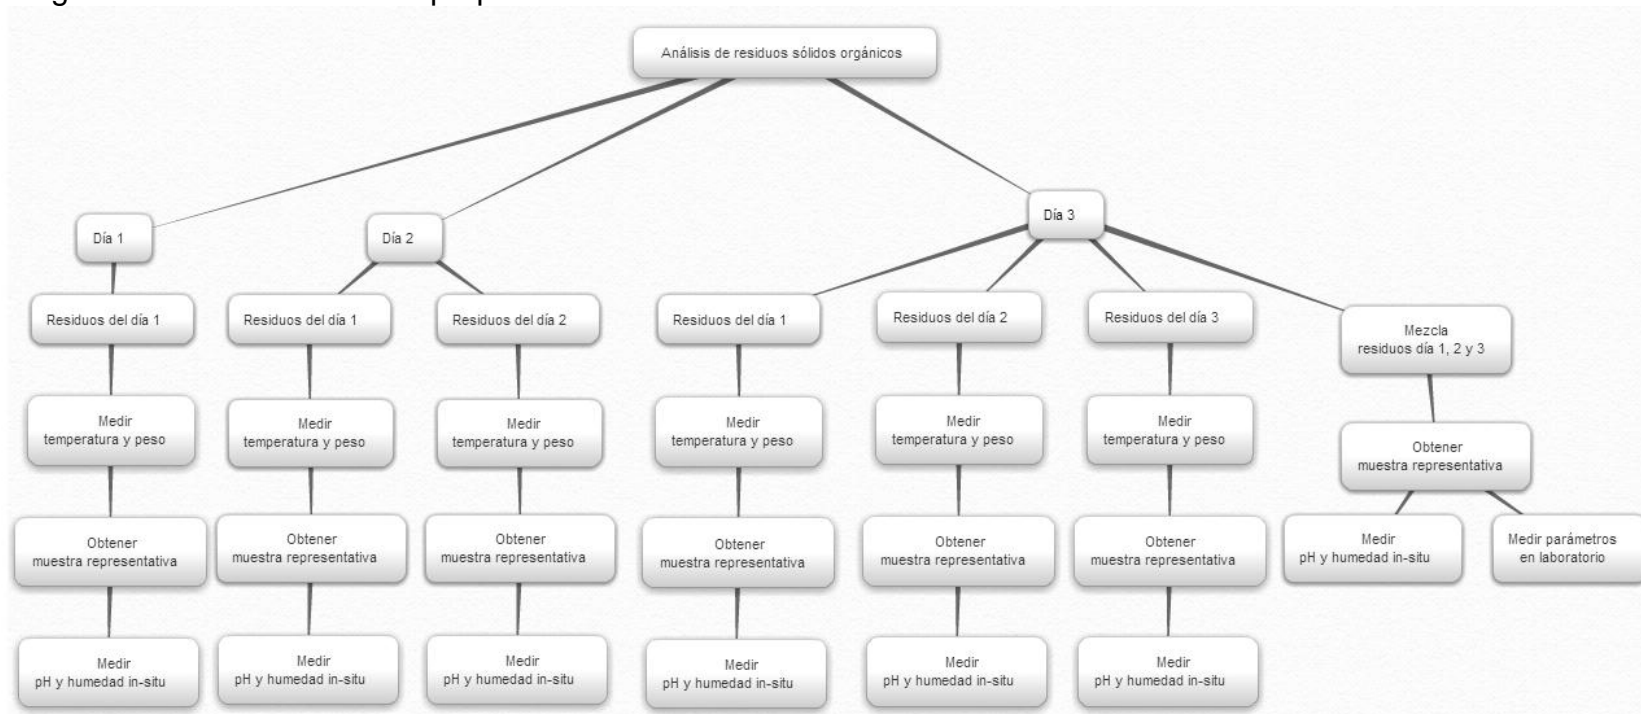 Análisis de residuos sólidos orgánicos
Día 1
Día 2
Día 3
Residuos del día 1
Residuos del día 1
Residuos del día 2
Residuos del día 1
Residuos del día 2
Residuos del día 3
Mezcla
residuos día 1, 2 y 3
Medir
temperatura y peso
Medir
temperatura y peso
Medir
temperatura y peso
Medir
temperatura y peso
Medir
temperatura y peso
Medir
temperatura y peso
Obtener
muestra representativa
Obtener
muestra representativa
Obtener
muestra representativa
Obtener
muestra representativa
Obtener
muestra representativa
Obtener
muestra representativa
Obtener
muestra representativa
Medir
pH y humedad in-situ
Medir parámetros
en laboratorio
Medir
pH y humedad in-situ
Medir
pH y humedad in-situ
Medir
pH y humedad in-situ
Medir
pH y humedad in-situ
Medir
pH y humedad in-situ
Medir
pH y humedad in-situ